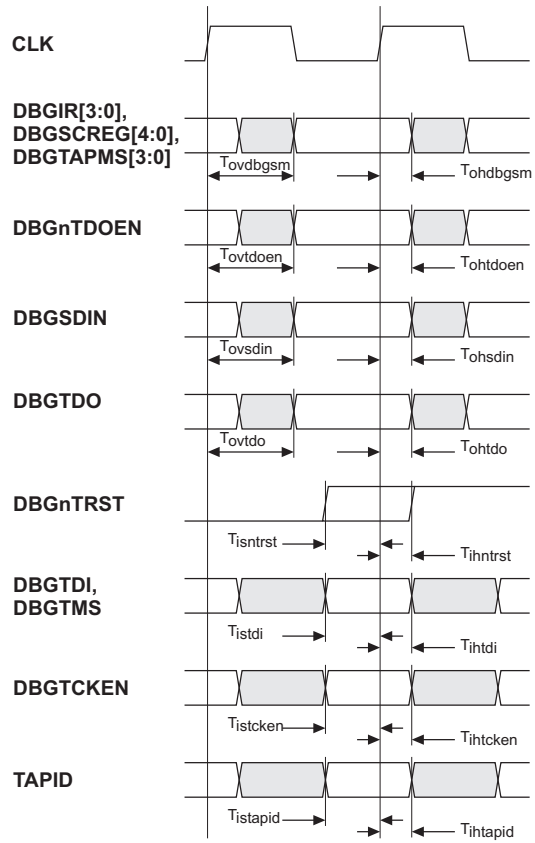 CLK
DBGIR[3:0],
DBGSCREG[4:0],
DBGTAPMS[3:0]
Tovdbgsm
Tohdbgsm
DBGnTDOEN
Tovtdoen
Tohtdoen
DBGSDIN
Tovsdin
Tohsdin
DBGTDO
Tovtdo
Tohtdo
DBGnTRST
Tisntrst
Tihntrst
DBGTDI,
DBGTMS
Tistdi
Tihtdi
DBGTCKEN
Tistcken
Tihtcken
TAPID
Tistapid
Tihtapid